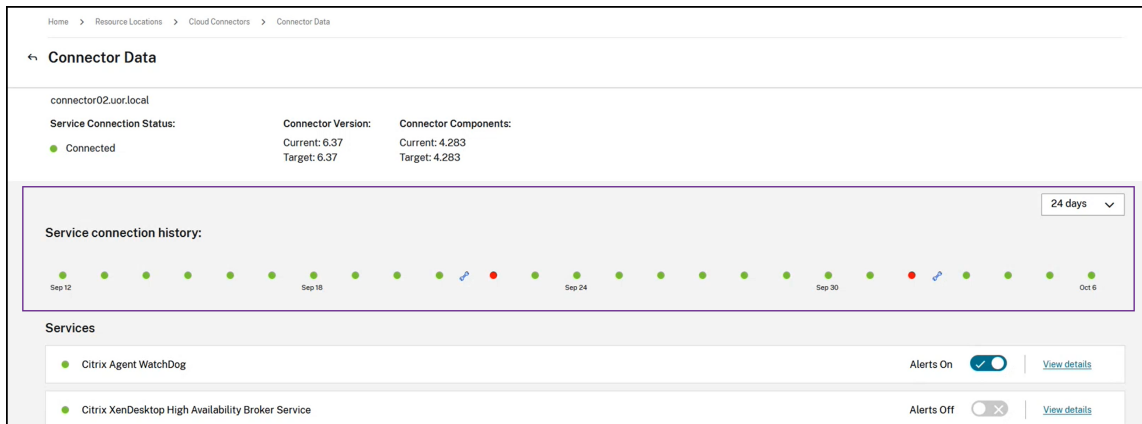 Home > Resource Locations > Cloud Connectors > Connector Data
Connector Data
connector02.uor.local
Service Connection Status: Connector Version: Connector Components:
Connected Current: 6.37 Current: 4.283
Target: 6.37 Target: 4.283
24 days
Service connection history:
Sep 12 Sep 18 Sep 24 Sep 30 Oct 6
Services
Citrix Agent WatchDog Alerts On View details
Citrix XenDesktop High Availability Broker Service Alerts Off View details